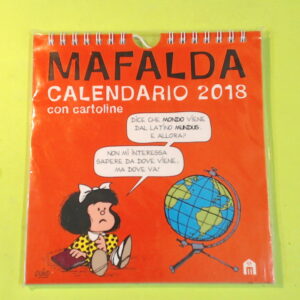 MAFALDA
CALENDARIO 2018
con cartoline
DICE CHE MONDO VIENE
DAL LATINO MUNDUS.
E ALLORA?
NON MI INTERESSA
SAPERE DA DOVE VIENE...
MA DOVE VA!